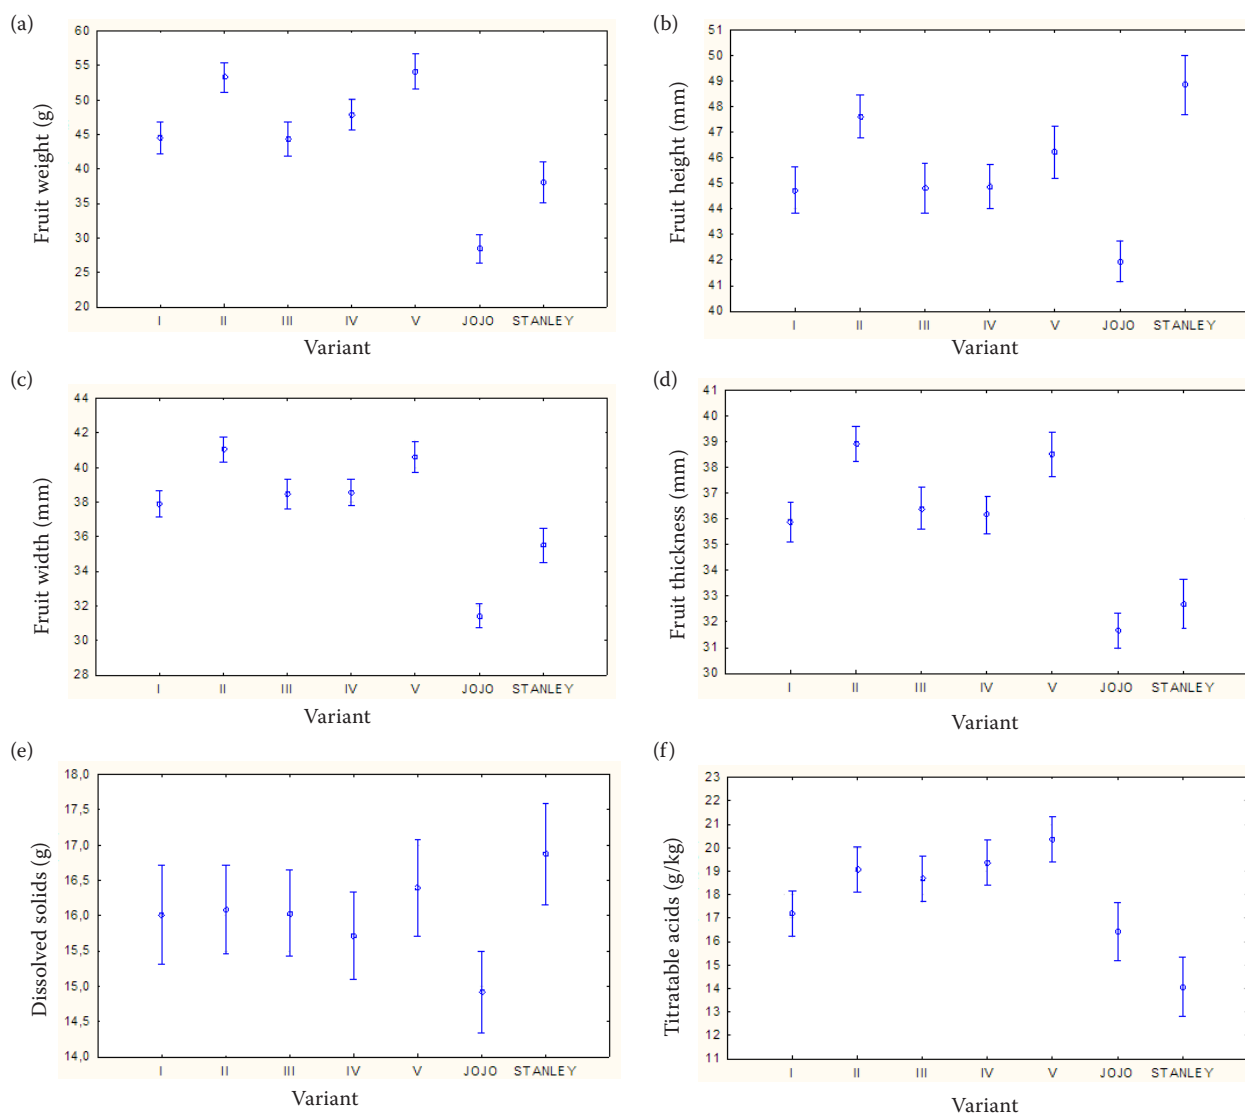 (a)
60
55
50
45
40
35
30
25
20
Fruit weight (g)
I II III IV V JOJO STANLEY
Variant
(b)
51
50
49
48
47
46
45
44
43
42
41
40
Fruit height (mm)
I II III IV V JOJO STANLEY
Variant
(c)
44
42
40
38
36
34
32
30
28
Fruit width (mm)
I II III IV V JOJO STANLEY
Variant
(d)
41
40
39
38
37
36
35
34
33
32
31
30
Fruit thickness (mm)
I II III IV V JOJO STANLEY
Variant
(e)
18,0
17,5
17,0
16,5
16,0
15,5
15,0
14,5
14,0
Dissolved solids (g)
I II III IV V JOJO STANLEY
Variant
(f)
23
22
21
20
19
18
17
16
15
14
13
12
11
Titratable acids (g/kg)
I II III IV V JOJO STANLEY
Variant